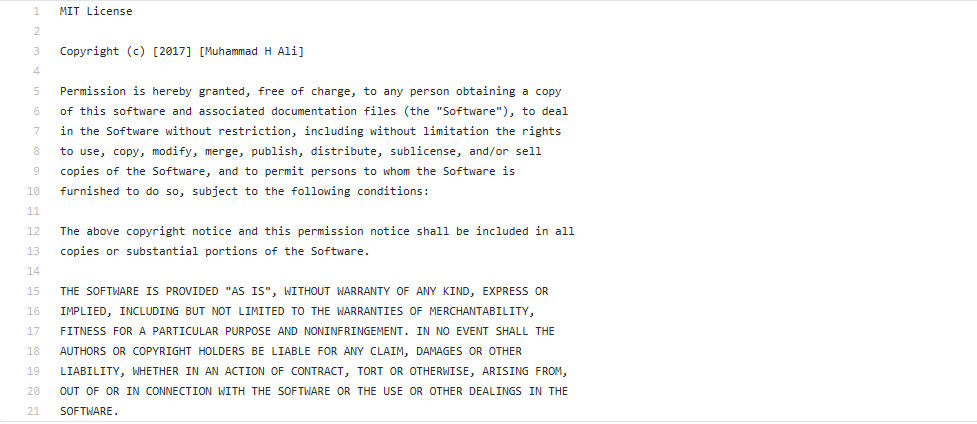 1 MIT License
2
3 Copyright (c) [2017] [Muhammad H Ali]
4
5 Permission is hereby granted, free of charge, to any person obtaining a copy
6 of this software and associated documentation files (the "Software"), to deal
7 in the Software without restriction, including without limitation the rights
8 to use, copy, modify, merge, publish, distribute, sublicense, and/or sell
9 copies of the Software, and to permit persons to whom the Software is
10 furnished to do so, subject to the following conditions:
11
12 The above copyright notice and this permission notice shall be included in all
13 copies or substantial portions of the Software.
14
15 THE SOFTWARE IS PROVIDED "AS IS", WITHOUT WARRANTY OF ANY KIND, EXPRESS OR
16 IMPLIED, INCLUDING BUT NOT LIMITED TO THE WARRANTIES OF MERCHANTABILITY,
17 FITNESS FOR A PARTICULAR PURPOSE AND NONINFRINGEMENT. IN NO EVENT SHALL THE
18 AUTHORS OR COPYRIGHT HOLDERS BE LIABLE FOR ANY CLAIM, DAMAGES OR OTHER
19 LIABILITY, WHETHER IN AN ACTION OF CONTRACT, TORT OR OTHERWISE, ARISING FROM,
20 OUT OF OR IN CONNECTION WITH THE SOFTWARE OR THE USE OR OTHER DEALINGS IN THE
21 SOFTWARE.